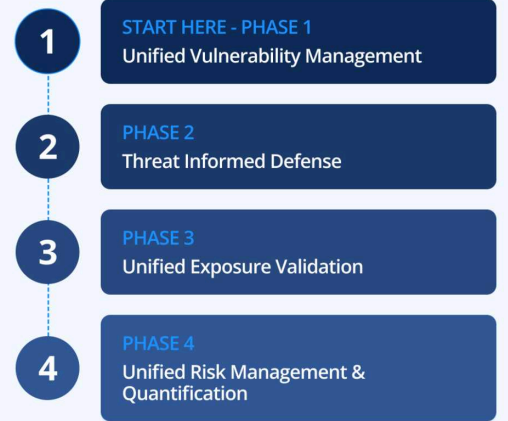 1
START HERE - PHASE 1
Unified Vulnerability Management
2
PHASE 2
Threat Informed Defense
3
PHASE 3
Unified Exposure Validation
4
PHASE 4
Unified Risk Management &
Quantification